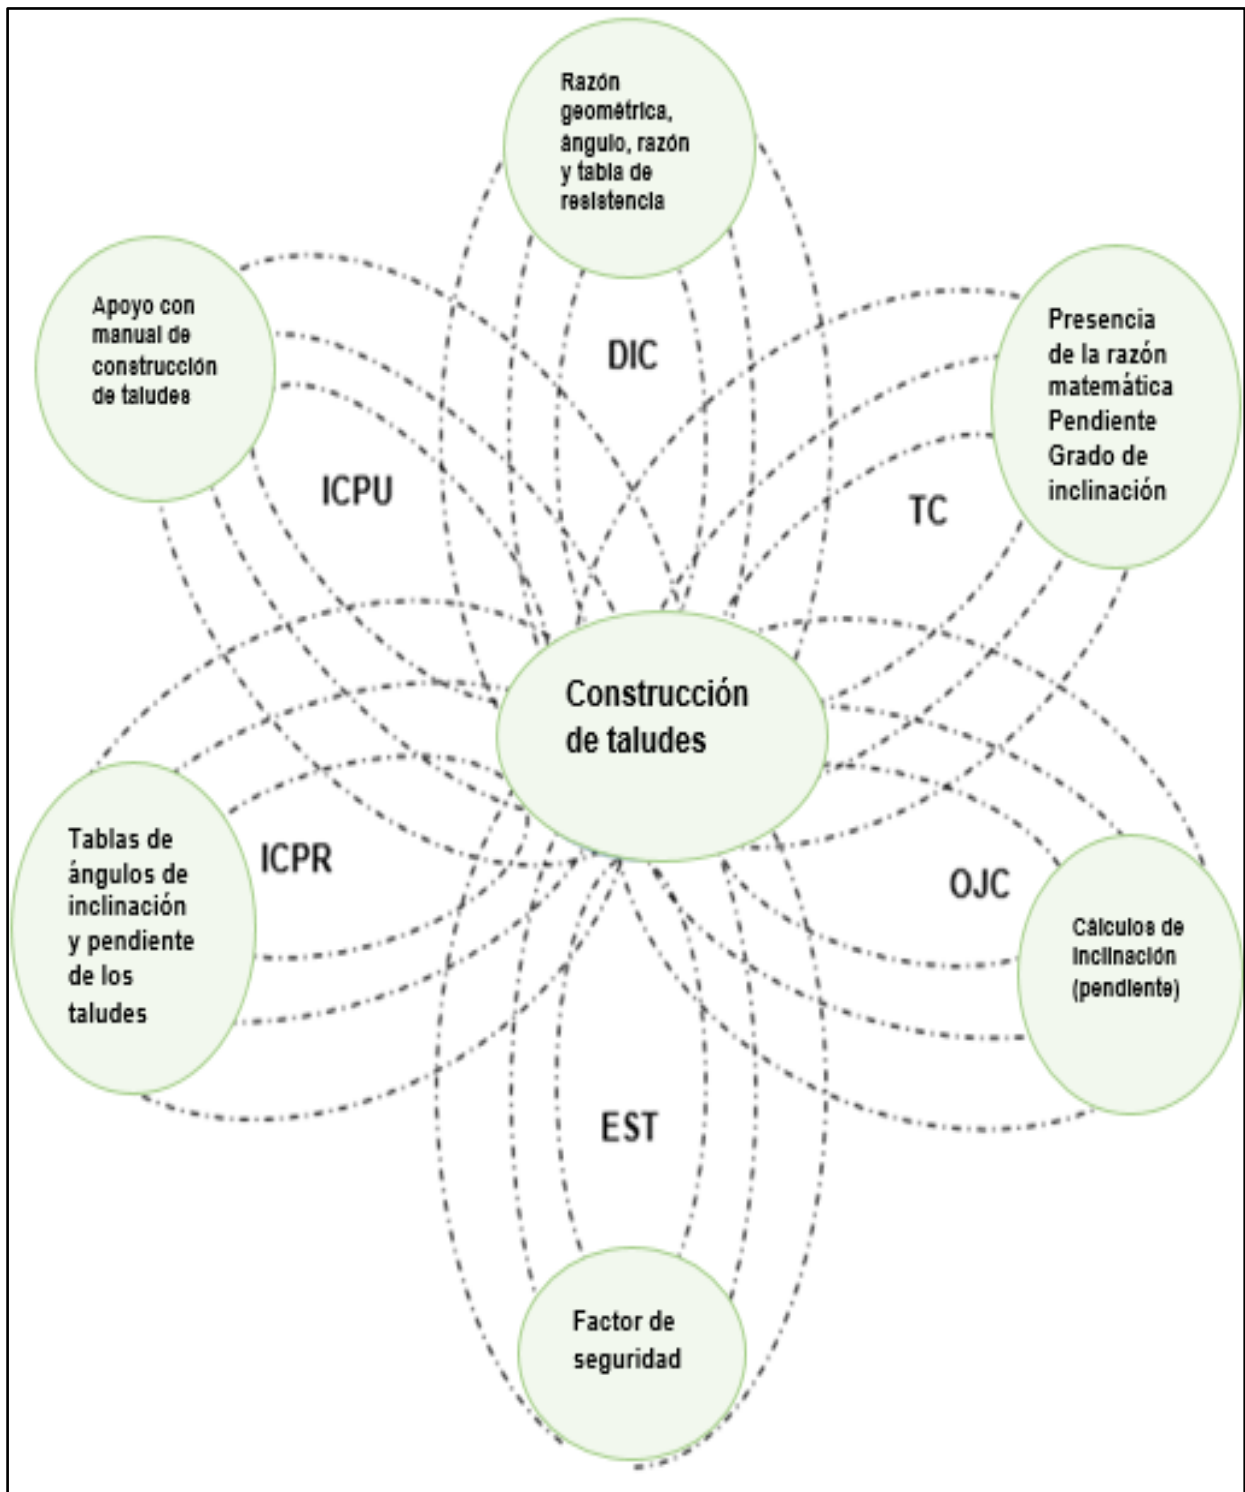 Razón
geométrica,
ángulo, razón
y tabla de
resistencia
DIC
Apoyo con
manual de
construcción
de taludes
ICPU
Presencia
de la razón
matemática
Pendiente
Grado de
inclinación
TC
Construcción
de taludes
Tablas de
ángulos de
inclinación
y pendiente
de los
taludes
ICPR
OJC
Cálculos de
inclinación
(pendiente)
EST
Factor de
seguridad